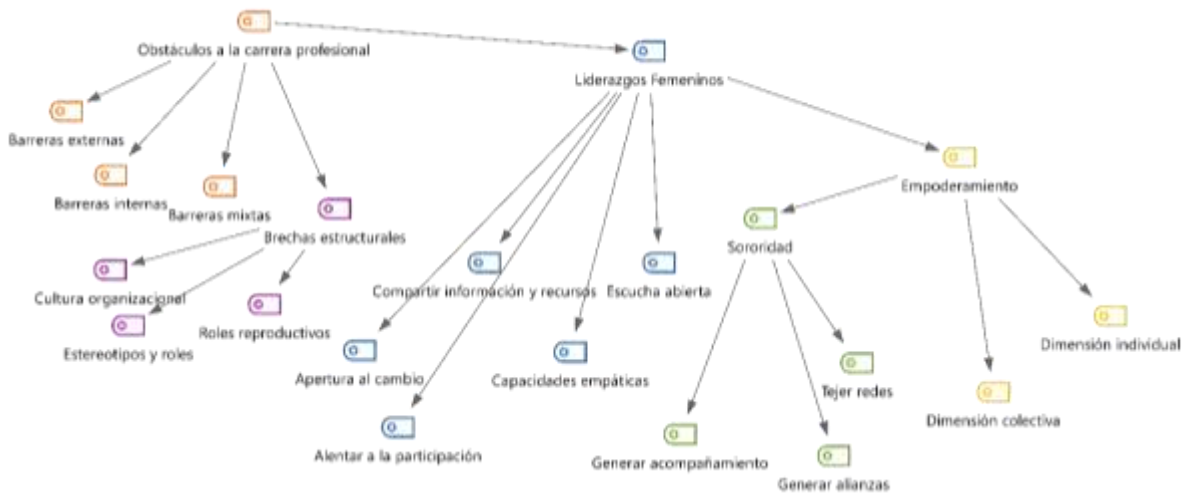 Obstáculos a la carrera profesional
Liderazgos Femeninos
Barreras externas
Empoderamiento
Barreras internas
Barreras mixtas
Brechas estructurales
Sororidad
Cultura organizacional
Compartir información y recursos
Escucha abierta
Roles reproductivos
Estereotipos y roles
Dimensión individual
Apertura al cambio
Capacidades empáticas
Tejer redes
Dimensión colectiva
Alentar a la participación
Generar acompañamiento
Generar alianzas